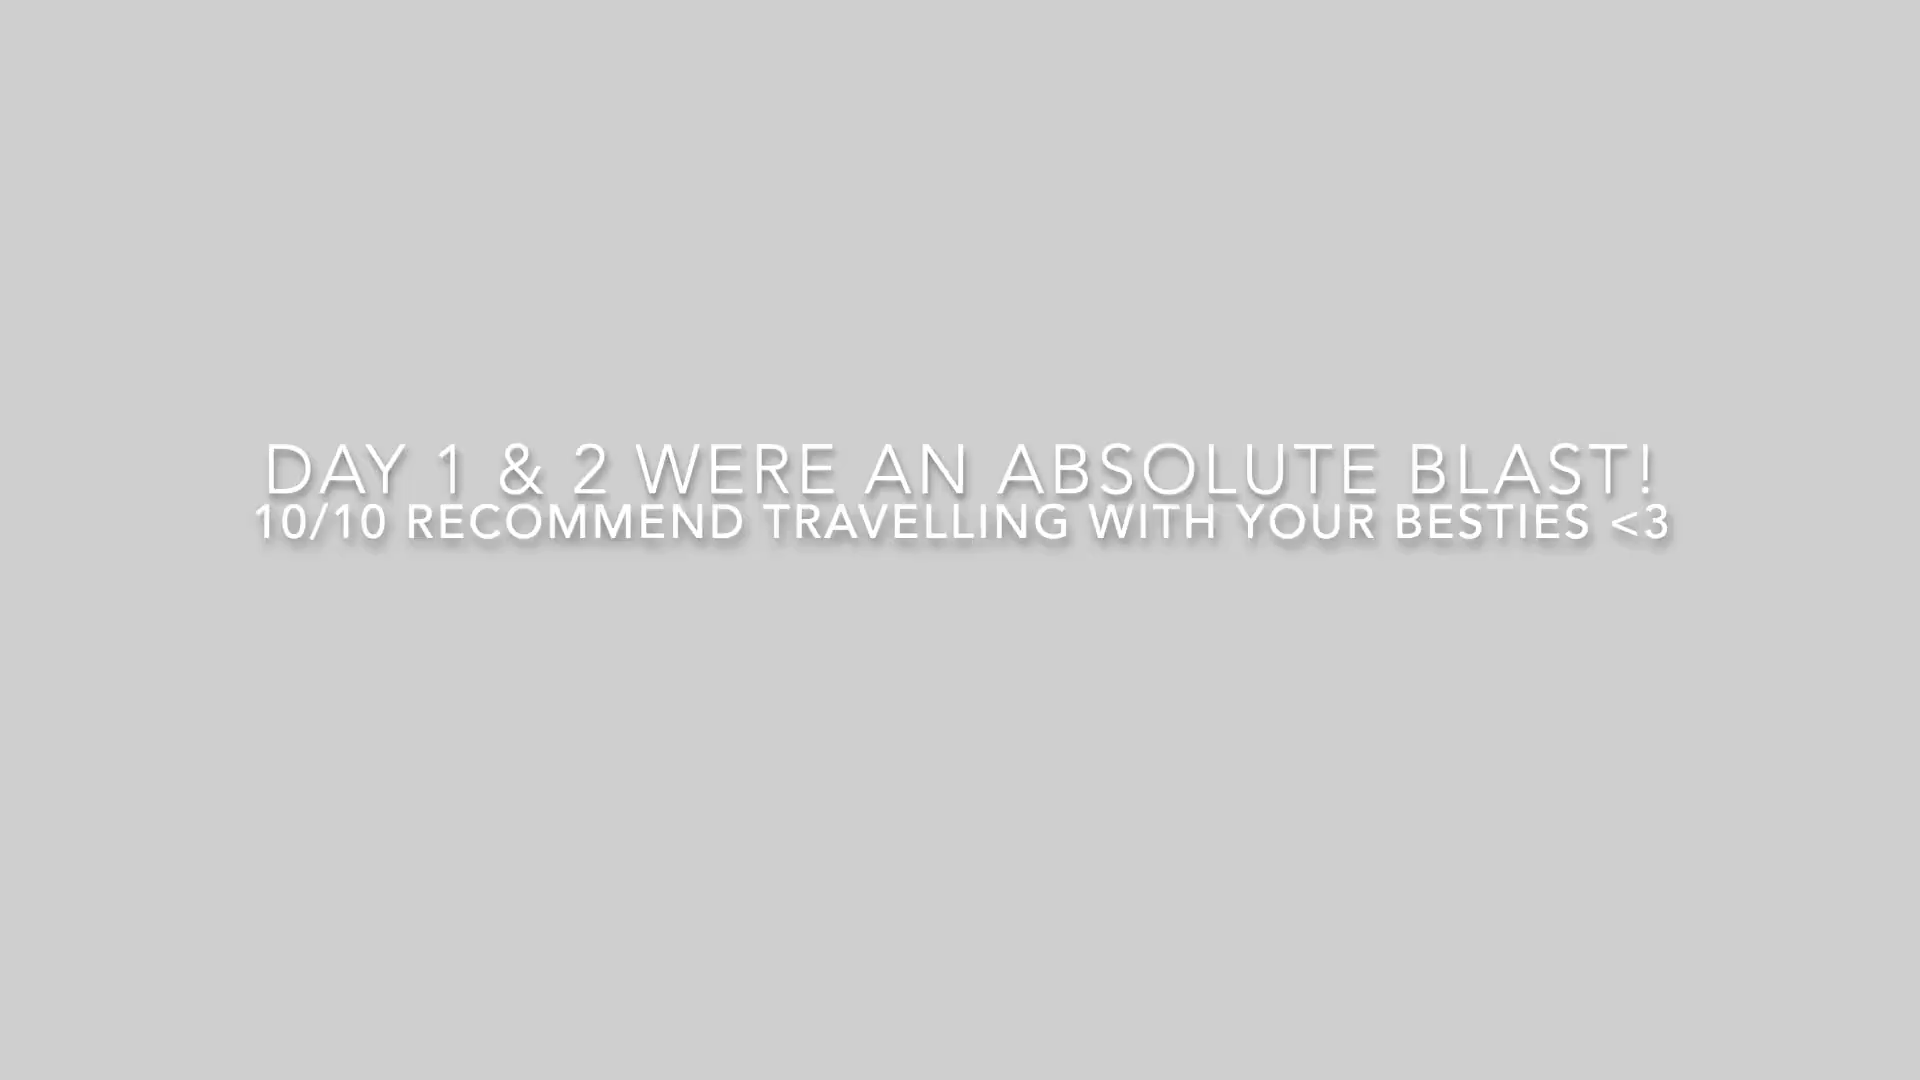 DAY 1 & 2 WERE AN ABSOLUTE BLAST!
10/10 RECOMMEND TRAVELLING WITH YOUR BESTIES <3